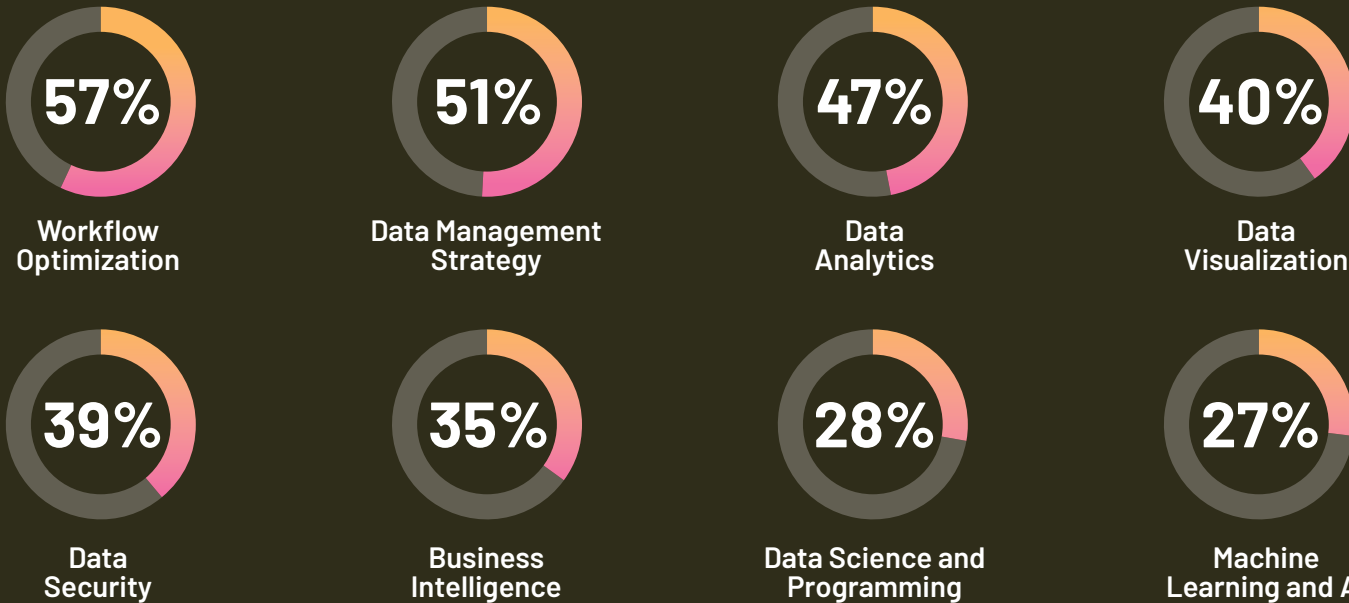 57%
51%
47%
40%
Workflow
Optimization
Data Management
Strategy
Data
Analytics
Data
Visualization
39%
35%
28%
27%
Data
Security
Business
Intelligence
Data Science and
Programming
Machine
Learning and